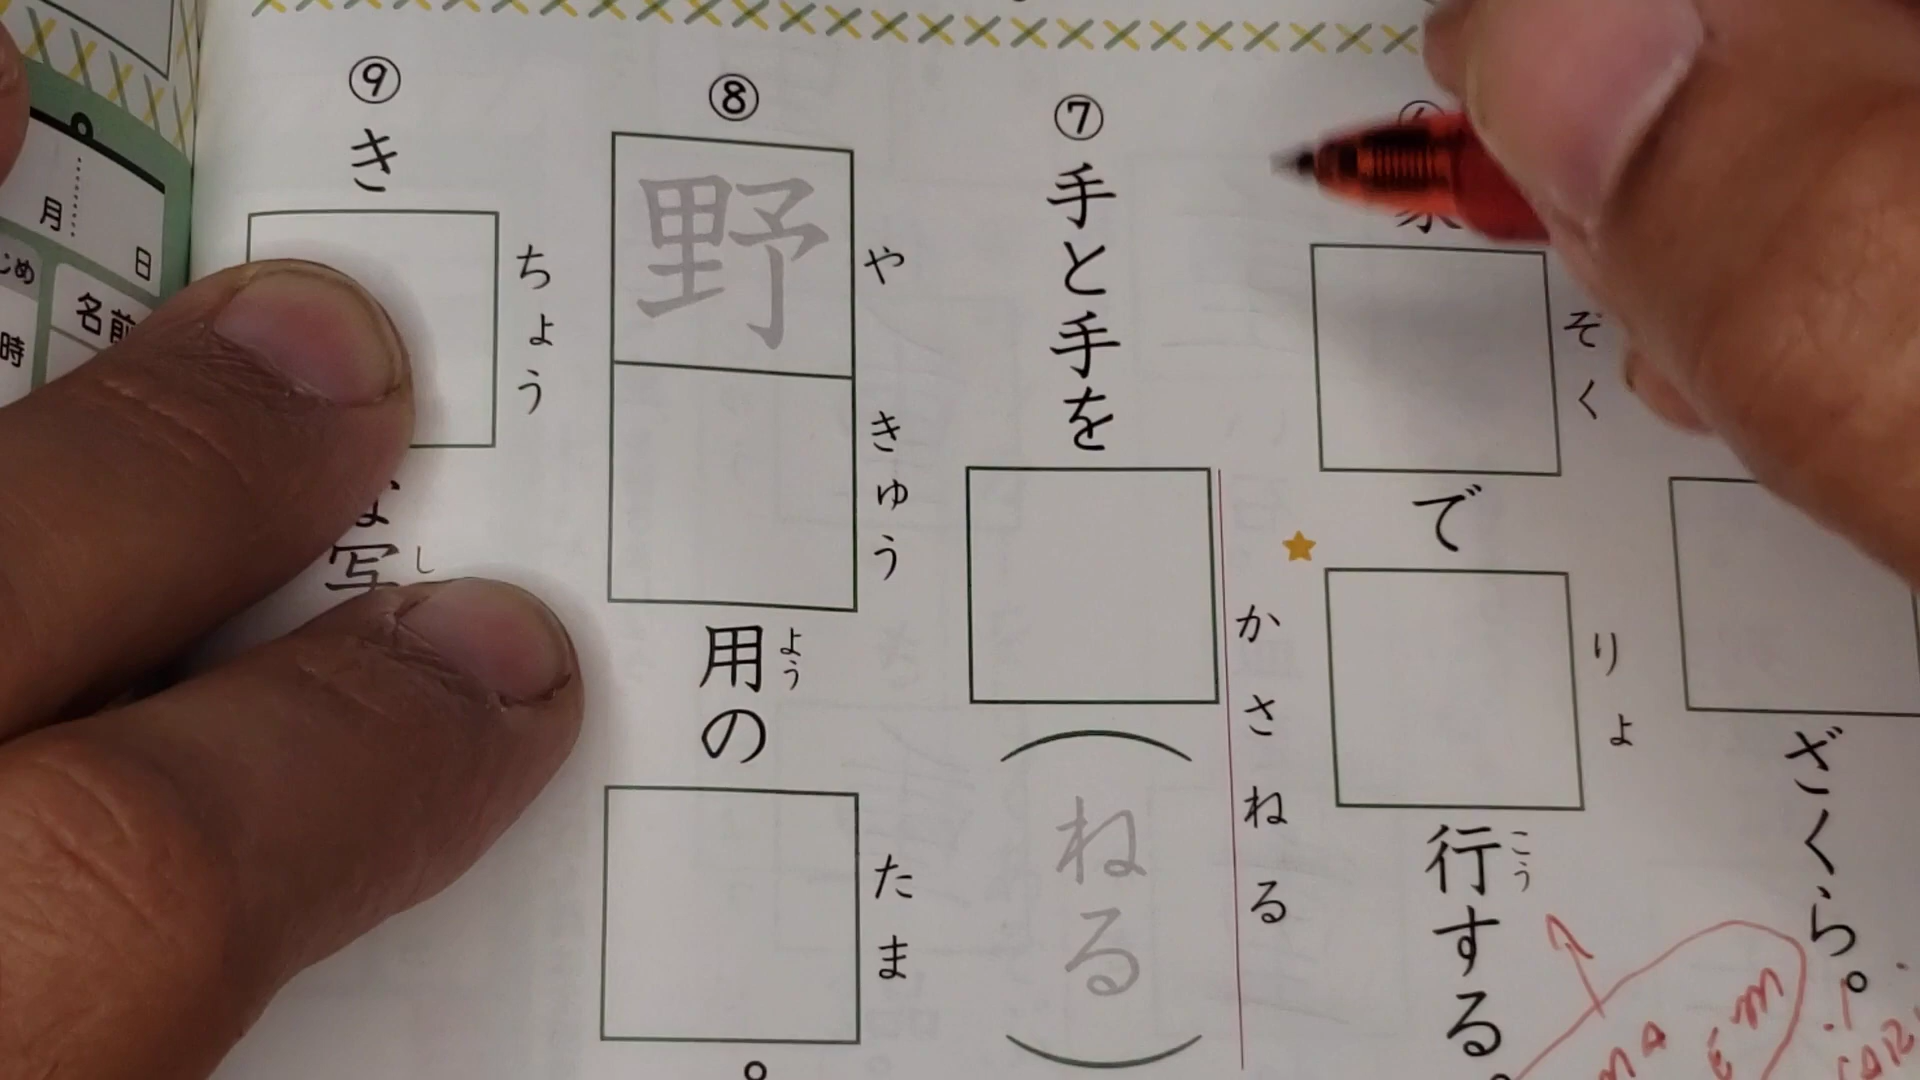 ざくら。
ぞく
で
りょ
行する。
こう
⑦手と手を
かさねる
ねる
⑧
野
や
きゅう
用の
よう
たま
。
⑨き
ちょう
な写
し
月
日
名前
時